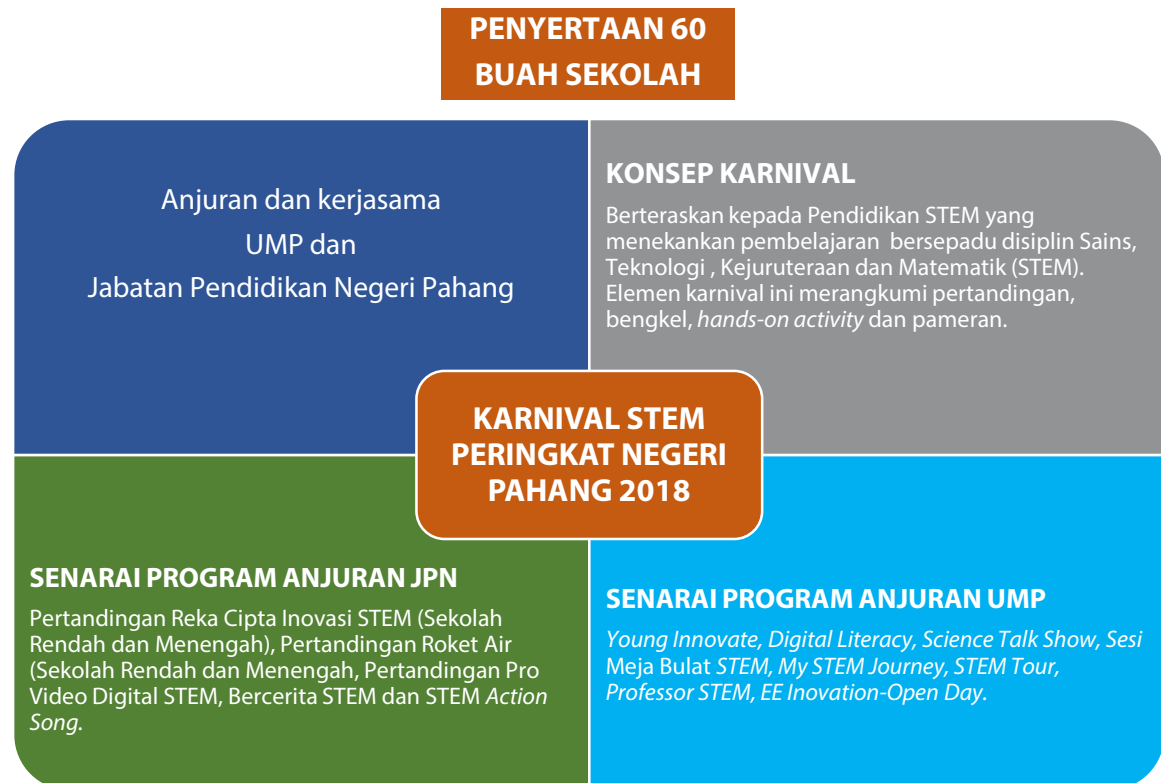 PENYERTAAN 60
BUAH SEKOLAH
Anjuran dan kerjasama
UMP dan
Jabatan Pendidikan Negeri Pahang
KONSEP KARNIVAL
Berteraskan kepada Pendidikan STEM yang
menekankan pembelajaran bersepadu disiplin Sains,
Teknologi , Kejuruteraan dan Matematik (STEM).
Elemen karnival ini merangkumi pertandingan,
bengkel, hands-on activity dan pameran.
KARNIVAL STEM
PERINGKAT NEGERI
PAHANG 2018
SENARAI PROGRAM ANJURAN JPN
Pertandingan Reka Cipta Inovasi STEM (Sekolah
Rendah dan Menengah), Pertandingan Roket Air
(Sekolah Rendah dan Menengah, Pertandingan Pro
Video Digital STEM, Bercerita STEM dan STEM Action
Song.
SENARAI PROGRAM ANJURAN UMP
Young Innovate, Digital Literacy, Science Talk Show, Sesi
Meja Bulat STEM, My STEM Journey, STEM Tour,
Professor STEM, EE Inovation-Open Day.